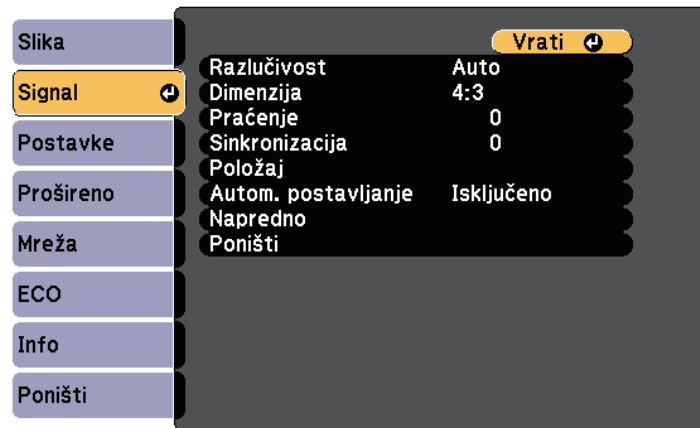 Slika
Signal
Postavke
Prošireno
Mreža
ECO
Info
Poništi
Vrati
Razlučivost Auto
Dimenzija 4:3
Praćenje 0
Sinkronizacija 0
Položaj
Autom. postavljanje Isključeno
Napredno
Poništi